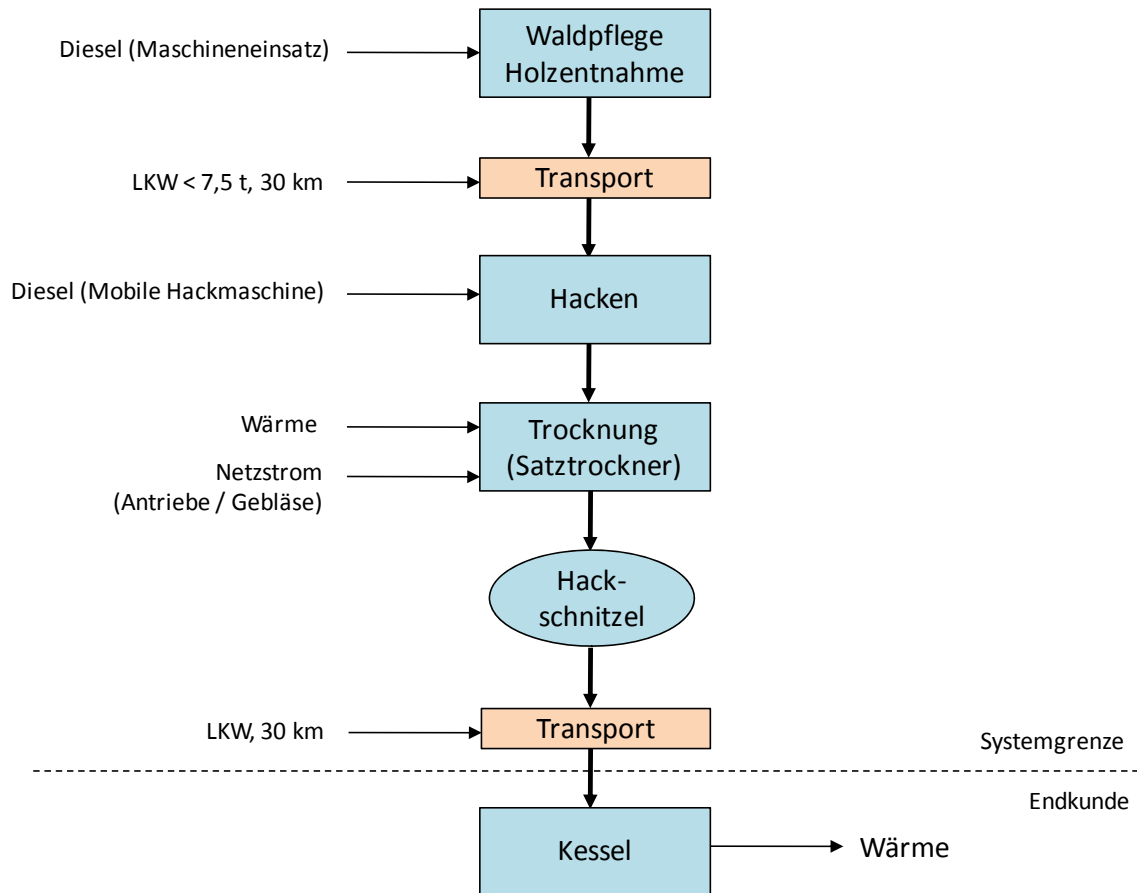 Waldpflege
Holzentnahme
Diesel (Maschineneinsatz)
Transport
LKW < 7,5 t, 30 km
Hacken
Diesel (Mobile Hackmaschine)
Wärme
Trocknung
(Satztrockner)
Netzstrom
(Antriebe / Gebläse)
Hack-
schnitzel
Transport
LKW, 30 km
Systemgrenze
Endkunde
Kessel
Wärme